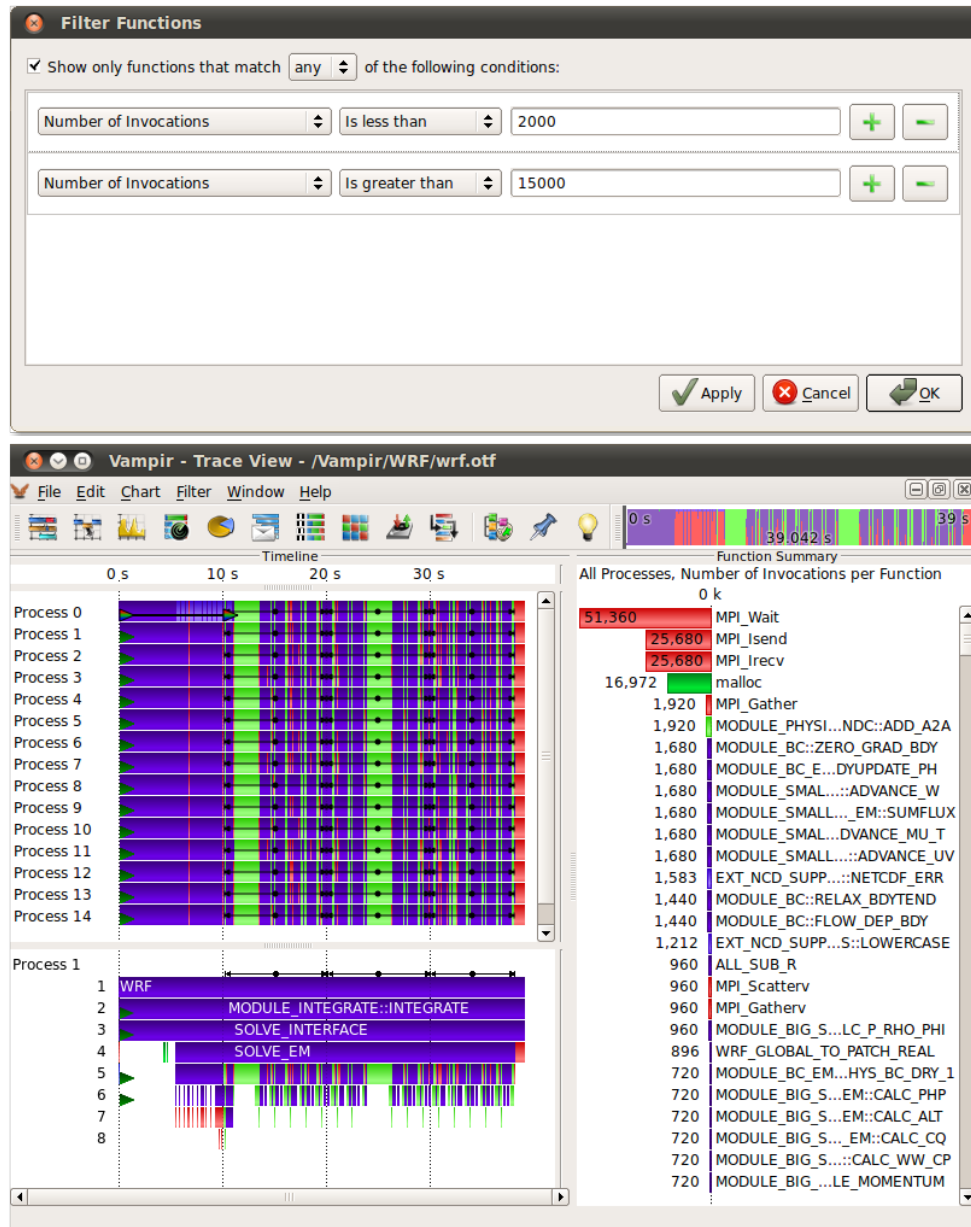 Filter Functions
Show only functions that match any of the following conditions:
Number of Invocations Is less than 2000
Number of Invocations Is greater than 15000
Apply Cancel OK
Vampir - Trace View - /Vampir/WRF/wrf.otf
File Edit Chart Filter Window Help
0 s 39.042 s 39 s
Timeline
0 s 10 s 20 s 30 s
Process 0
Process 1
Process 2
Process 3
Process 4
Process 5
Process 6
Process 7
Process 8
Process 9
Process 10
Process 11
Process 12
Process 13
Process 14
Process 1
1 WRF
2 MODULE_INTEGRATE::INTEGRATE
3 SOLVE_INTERFACE
4 SOLVE_EM
5
6
7
8
Function Summary
All Processes, Number of Invocations per Function
0 k
51,360 MPI_Wait
25,680 MPI_Isend
25,680 MPI_Irecv
16,972 malloc
1,920 MPI_Gather
1,920 MODULE_PHYSI...NDC::ADD_A2A
1,680 MODULE_BC::ZERO_GRAD_BDY
1,680 MODULE_BC_E...DYUPDATE_PH
1,680 MODULE_SMAL...::ADVANCE_W
1,680 MODULE_SMALL..._EM::SUMFLUX
1,680 MODULE_SMAL...DVANCE_MU_T
1,680 MODULE_SMALL...::ADVANCE_UV
1,583 EXT_NCD_SUPP...::NETCDF_ERR
1,440 MODULE_BC::RELAX_BDYTEND
1,440 MODULE_BC::FLOW_DEP_BDY
1,212 EXT_NCD_SUPP...S::LOWERCASE
960 ALL_SUB_R
960 MPI_Scatterv
960 MPI_Gatherv
960 MODULE_BIG_S...LC_P_RHO_PHI
896 WRF_GLOBAL_TO_PATCH_REAL
720 MODULE_BC_EM...HYS_BC_DRY_1
720 MODULE_BIG_S...EM::CALC_PHP
720 MODULE_BIG_S...EM::CALC_ALT
720 MODULE_BIG_S..._EM::CALC_CQ
720 MODULE_BIG_S...::CALC_WW_CP
720 MODULE_BIG_...LE_MOMENTUM